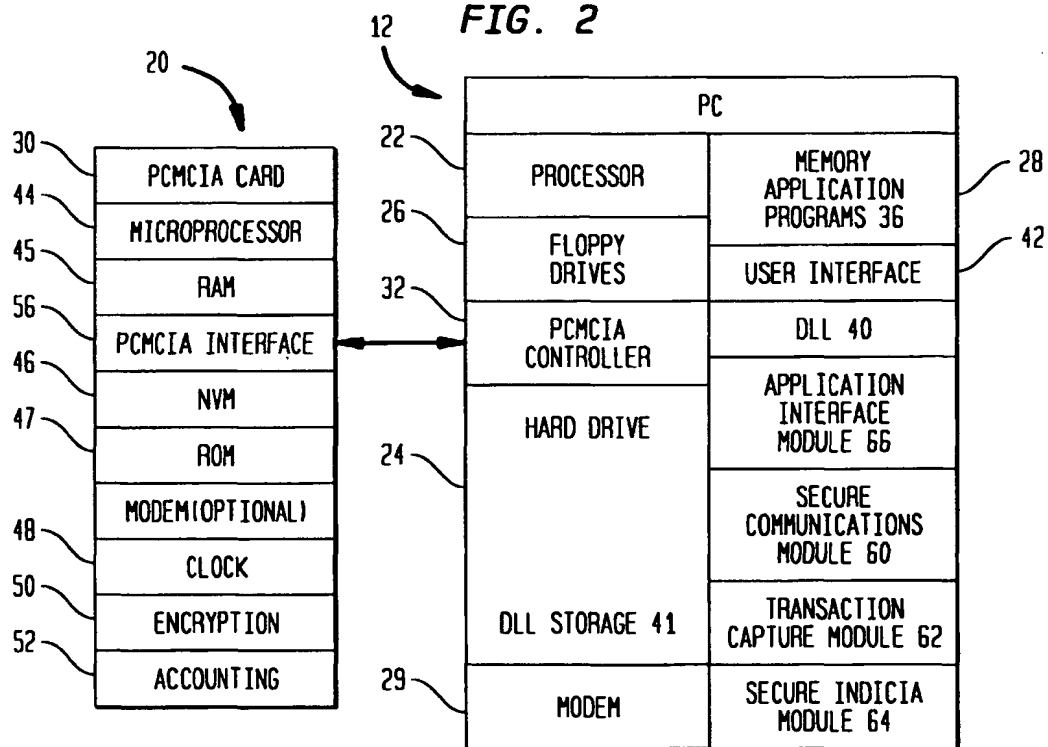 FIG. 2
12
20
PC
30
PCMCIA CARD
44
MICROPROCESSOR
45
RAM
56
PCMCIA INTERFACE
46
NVM
47
ROM
MODEM(OPTIONAL)
48
CLOCK
50
ENCRYPTION
52
ACCOUNTING
22
PROCESSOR
26
FLOPPY
DRIVES
32
PCMCIA
CONTROLLER
24
HARD DRIVE
DLL STORAGE 41
29
MODEM
MEMORY
APPLICATION
PROGRAMS 36
28
USER INTERFACE
42
DLL 40
APPLICATION
INTERFACE
MODULE 66
SECURE
COMMUNICATIONS
MODULE 60
TRANSACTION
CAPTURE MODULE 62
SECURE INDICIA
MODULE 64